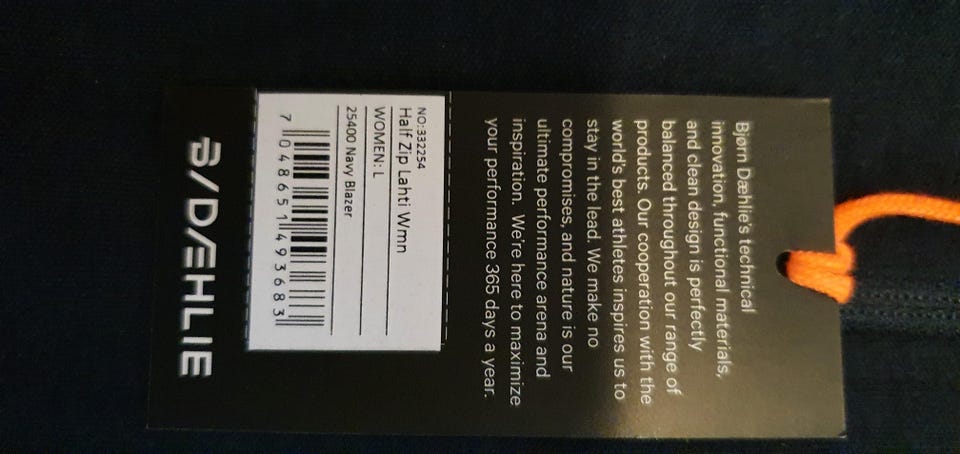 Bjørn Dæhlie's technical
innovation, functional materials,
and clean design is perfectly
balanced throughout our range of
products. Our cooperation with the
world's best athletes inspires us to
stay in the lead. We make no
compromises, and nature is our
ultimate performance arena and
inspiration. We're here to maximize
your performance 365 days a year.
NO:332254
Half Zip Lahti Wmn
WOMEN: L
25400 Navy Blazer
7 048651 493683
B/DÆHLIE